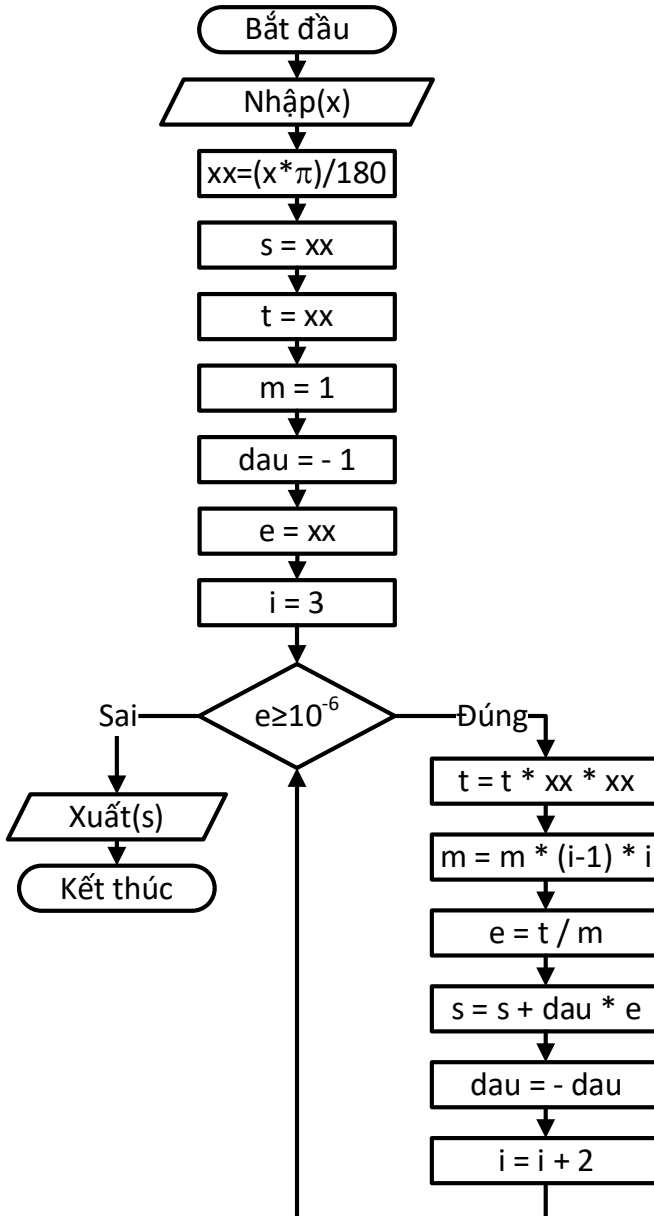 Bắt đầu
Nhập(x)
xx=(x*π)/180
s = xx
t = xx
m = 1
dau = - 1
e = xx
i = 3
e≥10⁻⁶
Sai
Đúng
Xuất(s)
Kết thúc
t = t * xx * xx
m = m * (i-1) * i
e = t / m
s = s + dau * e
dau = - dau
i = i + 2